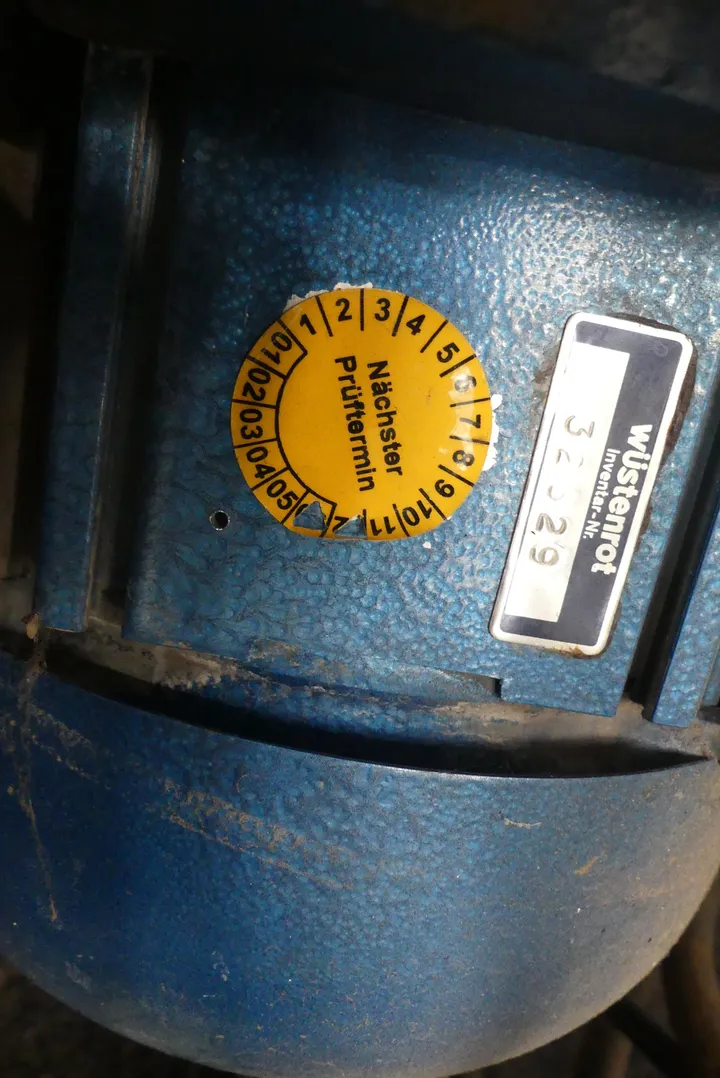 Nächster
Prüftermin
1 2 3 4 5 6 7 8 9 10 11
01 02 03 04 05
wüstenrot
Inventar-Nr.